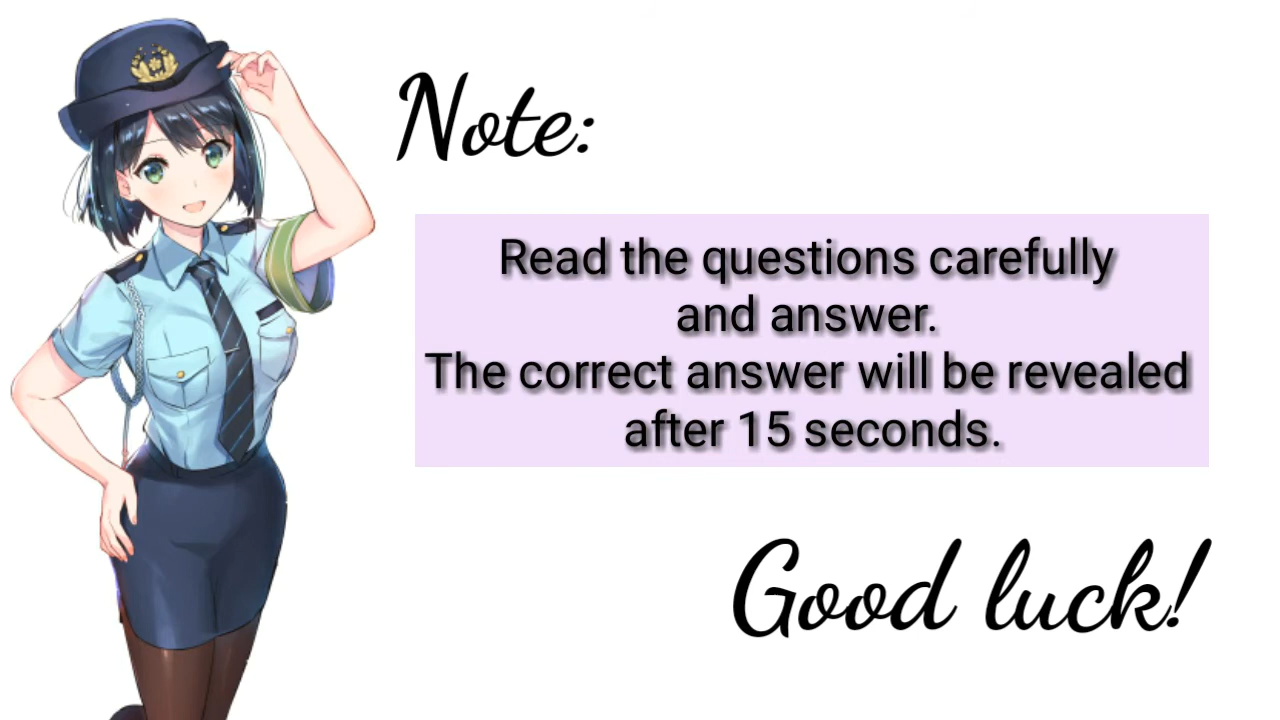 Note:
Read the questions carefully
and answer.
The correct answer will be revealed
after 15 seconds.
Good luck!